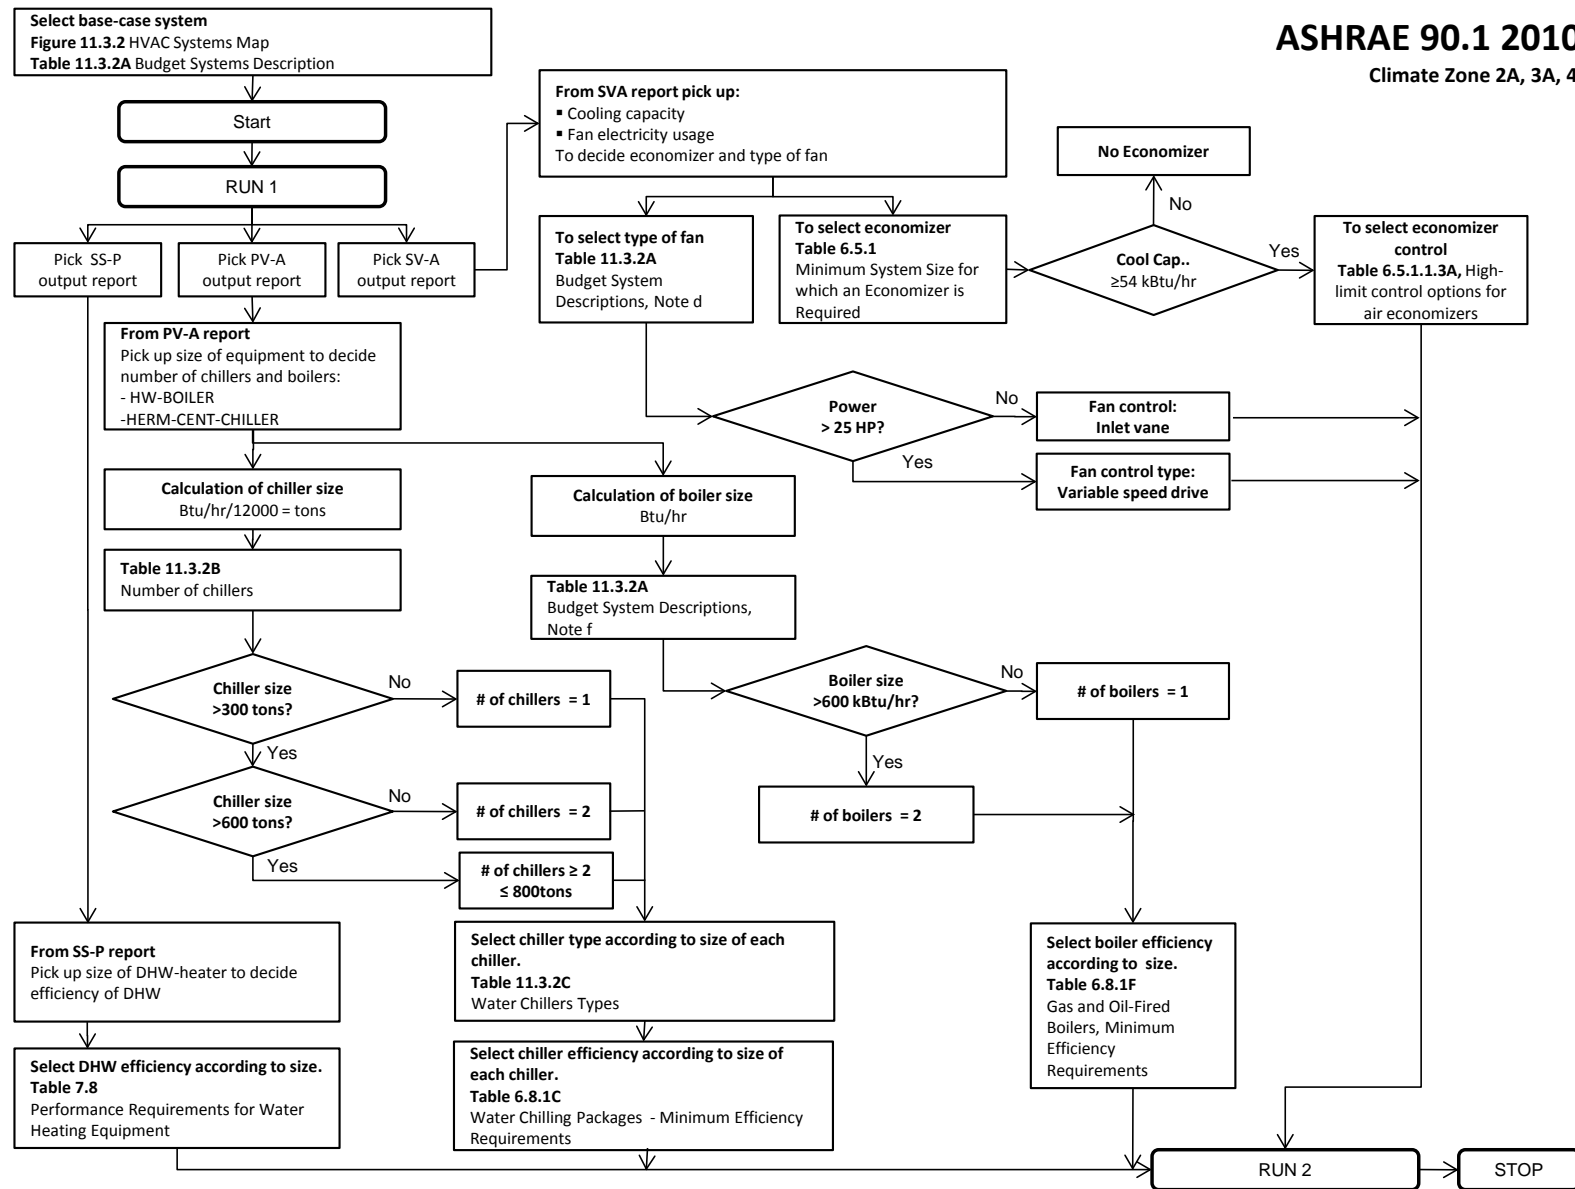 Select base-case system
Figure 11.3.2 HVAC Systems Map
Table 11.3.2A Budget Systems Description
ASHRAE 90.1 2010
Climate Zone 2A, 3A, 4
Start
RUN 1
Pick SS-P
output report
Pick PV-A
output report
Pick SV-A
output report
From SVA report pick up:
▪ Cooling capacity
▪ Fan electricity usage
To decide economizer and type of fan
To select type of fan
Table 11.3.2A
Budget System
Descriptions, Note d
To select economizer
Table 6.5.1
Minimum System Size for
which an Economizer is
Required
No Economizer
No
Cool Cap..
≥54 kBtu/hr
Yes
To select economizer
control
Table 6.5.1.1.3A, High-
limit control options for
air economizers
From PV-A report
Pick up size of equipment to decide
number of chillers and boilers:
- HW-BOILER
-HERM-CENT-CHILLER
Power
> 25 HP?
No
Fan control:
Inlet vane
Yes
Fan control type:
Variable speed drive
Calculation of chiller size
Btu/hr/12000 = tons
Calculation of boiler size
Btu/hr
Table 11.3.2B
Number of chillers
Table 11.3.2A
Budget System Descriptions,
Note f
Chiller size
>300 tons?
No
# of chillers = 1
Yes
Chiller size
>600 tons?
No
# of chillers = 2
Yes
# of chillers ≥ 2
≤ 800tons
Boiler size
>600 kBtu/hr?
No
# of boilers = 1
Yes
# of boilers = 2
From SS-P report
Pick up size of DHW-heater to decide
efficiency of DHW
Select DHW efficiency according to size.
Table 7.8
Performance Requirements for Water
Heating Equipment
Select chiller type according to size of each
chiller.
Table 11.3.2C
Water Chillers Types
Select chiller efficiency according to size of
each chiller.
Table 6.8.1C
Water Chilling Packages - Minimum Efficiency
Requirements
Select boiler efficiency
according to size.
Table 6.8.1F
Gas and Oil-Fired
Boilers, Minimum
Efficiency
Requirements
RUN 2
STOP